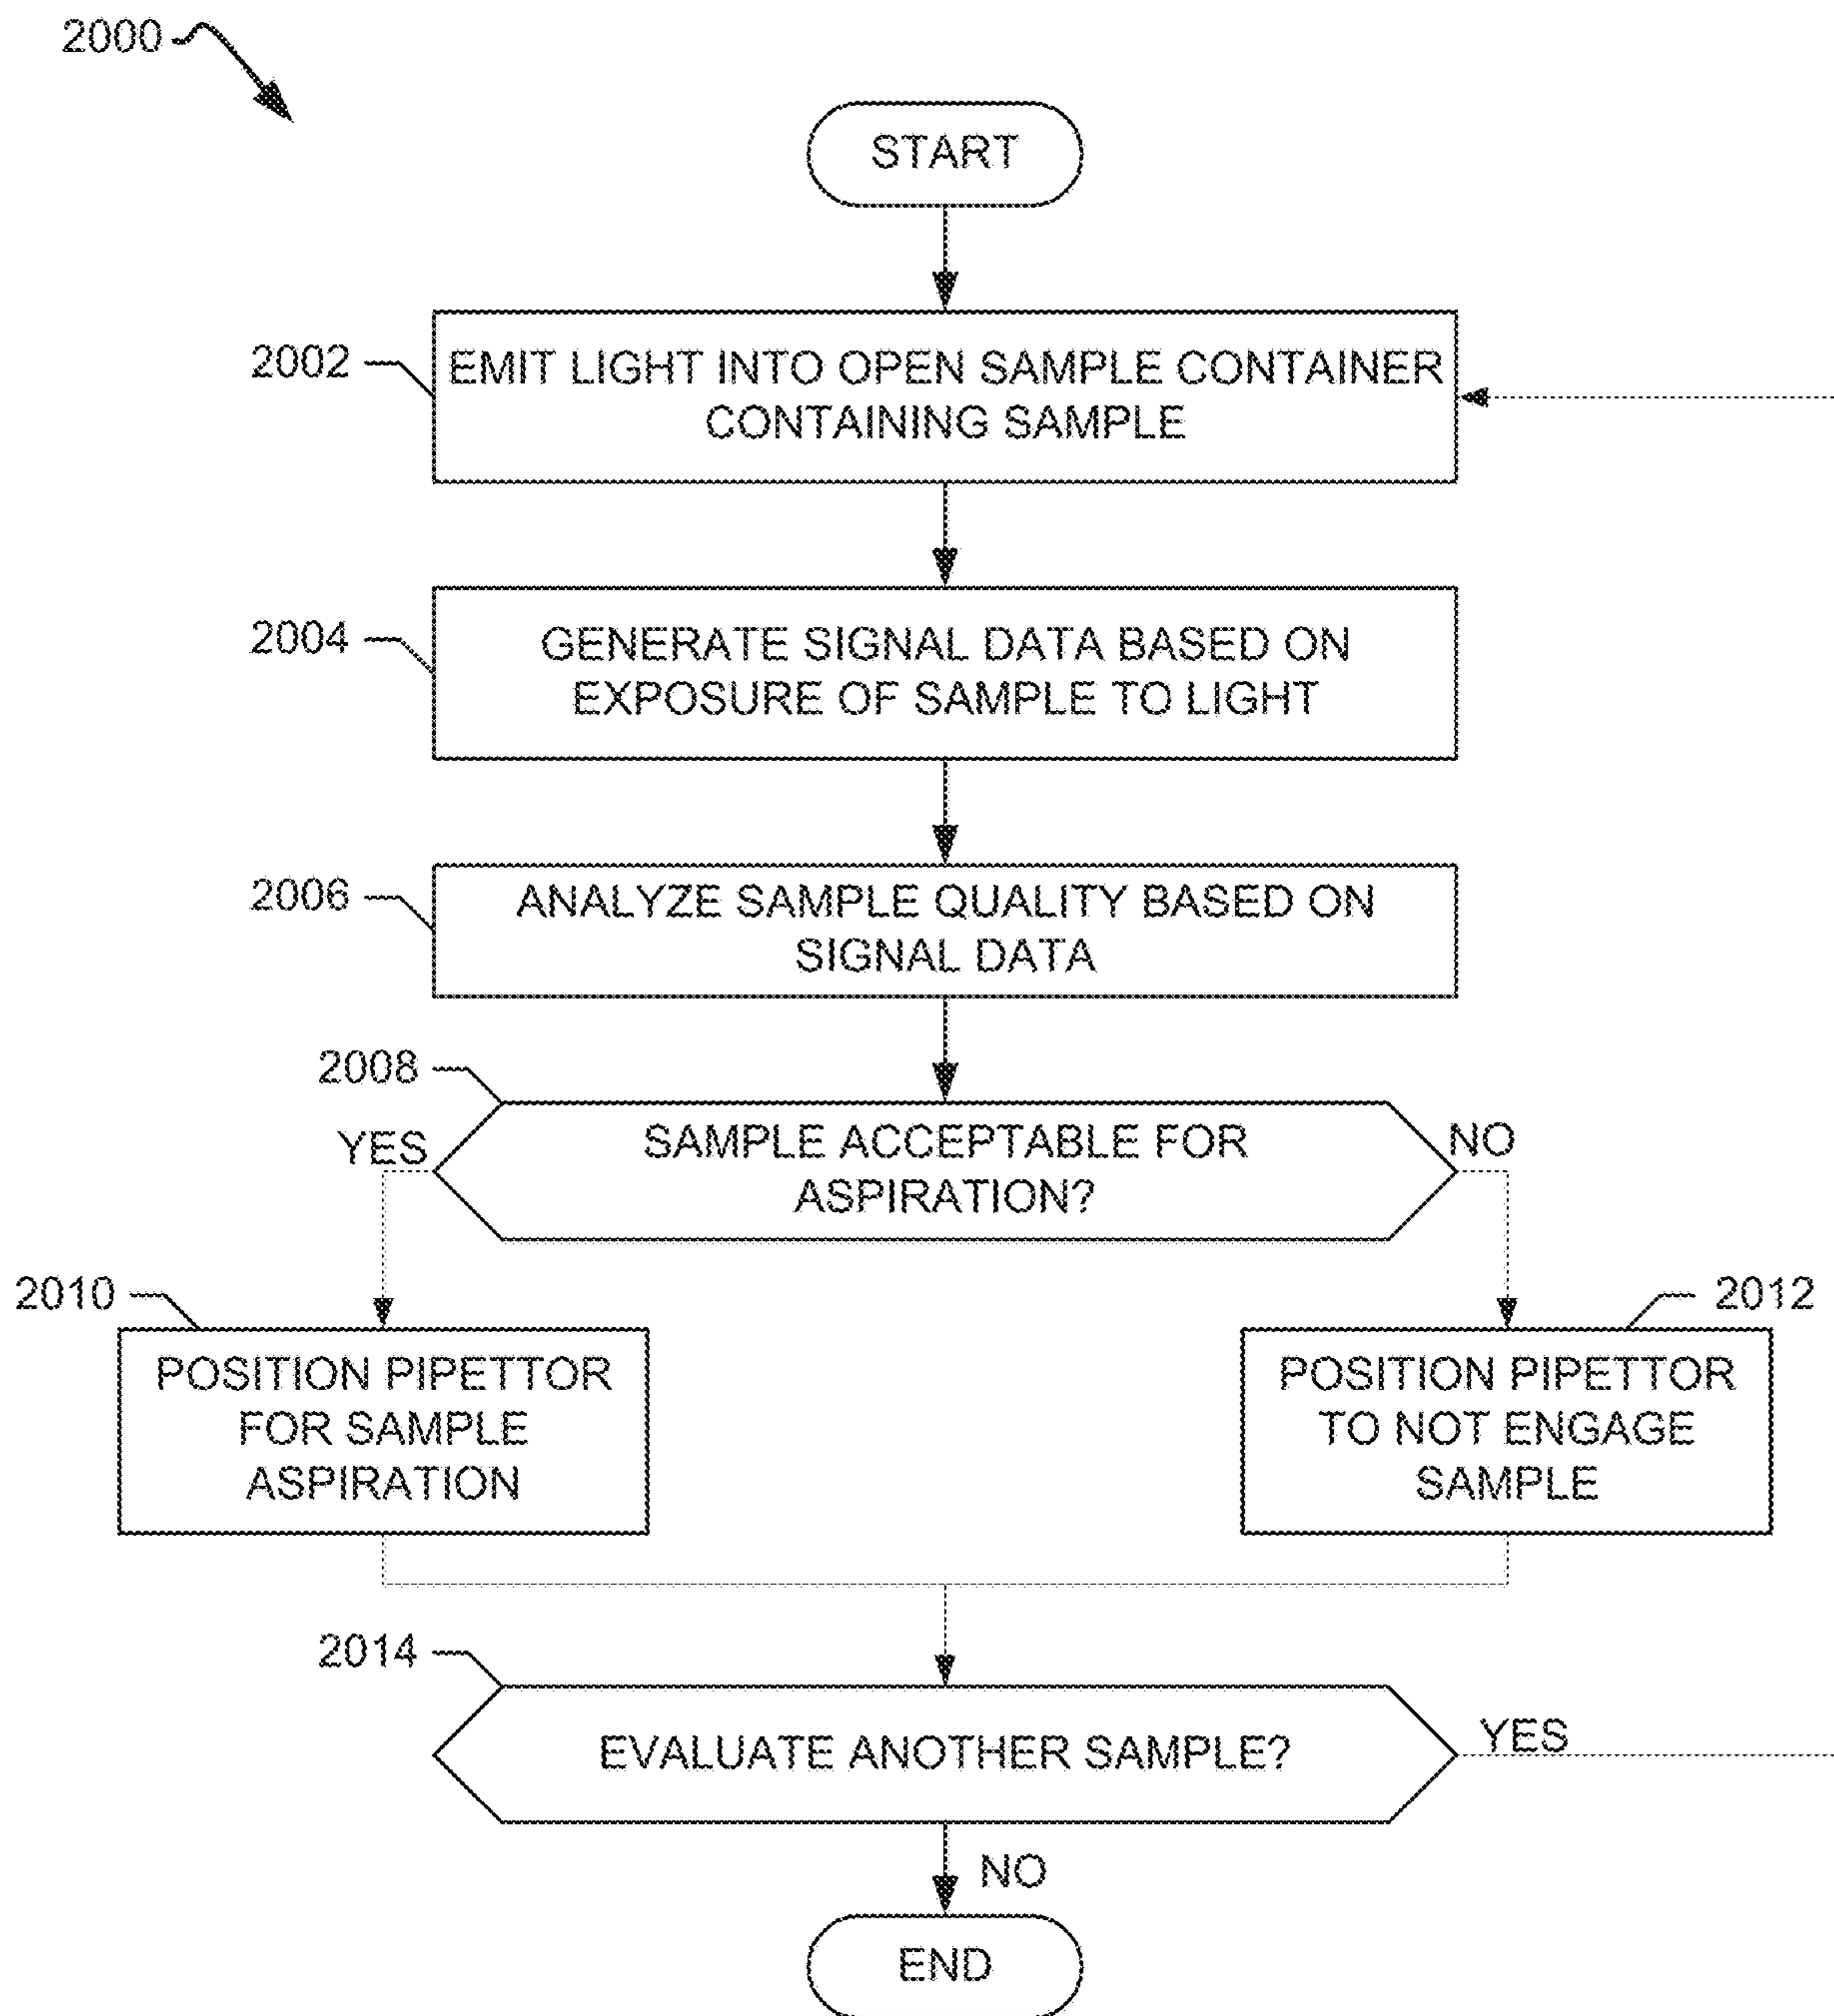 2000
START
2002
EMIT LIGHT INTO OPEN SAMPLE CONTAINER
CONTAINING SAMPLE
2004
GENERATE SIGNAL DATA BASED ON
EXPOSURE OF SAMPLE TO LIGHT
2006
ANALYZE SAMPLE QUALITY BASED ON
SIGNAL DATA
2008
YES
SAMPLE ACCEPTABLE FOR
ASPIRATION?
NO
2010
POSITION PIPETTOR
FOR SAMPLE
ASPIRATION
2012
POSITION PIPETTOR
TO NOT ENGAGE
SAMPLE
2014
EVALUATE ANOTHER SAMPLE?
YES
NO
END